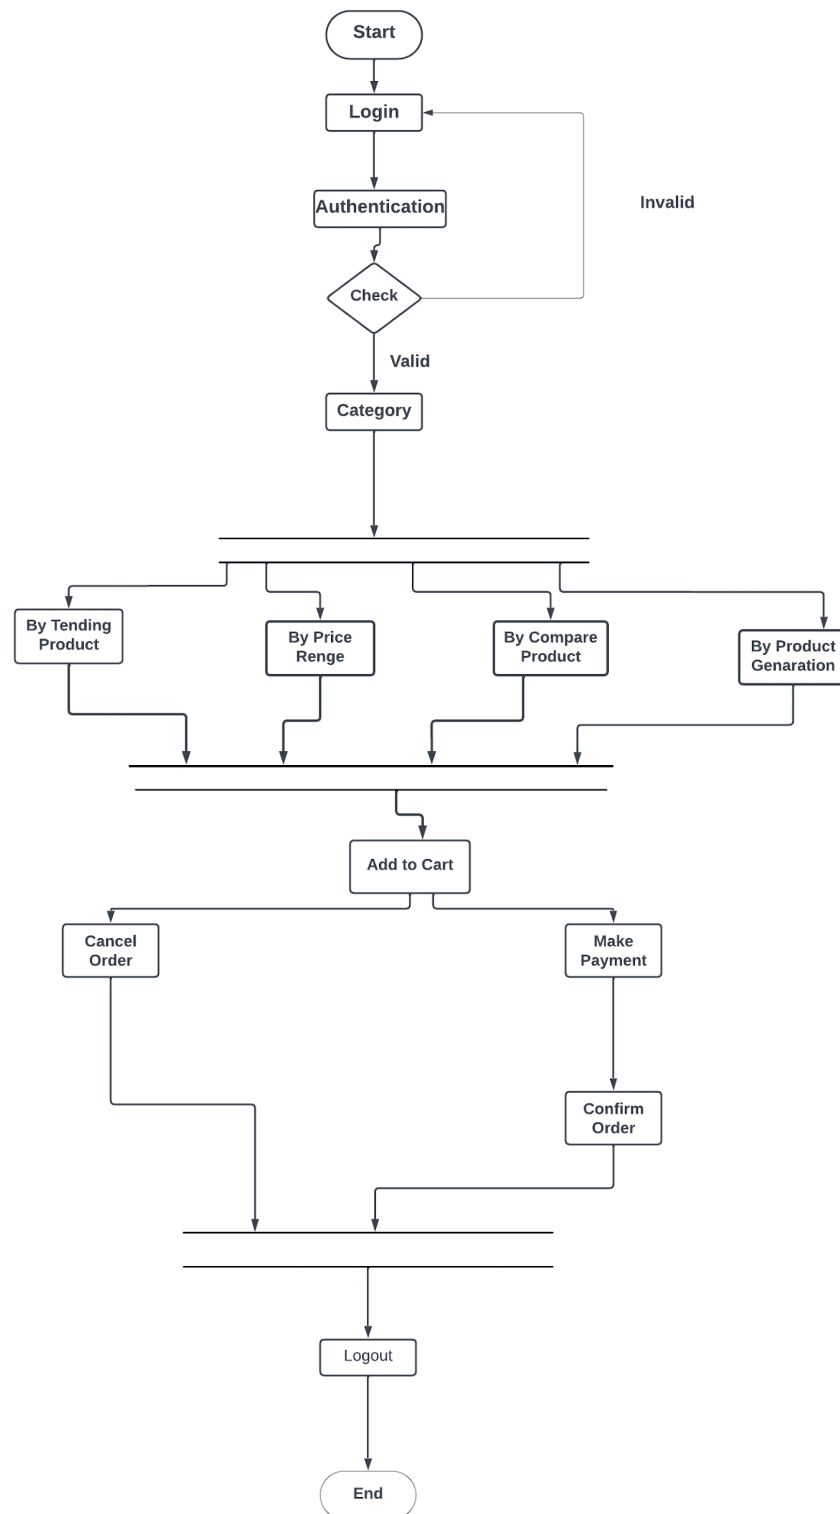 Start
Login
Authentication
Invalid
Check
Valid
Category
By Tending
Product
By Price
Renge
By Compare
Product
By Product
Genaration
Add to Cart
Cancel
Order
Make
Payment
Confirm
Order
Logout
End